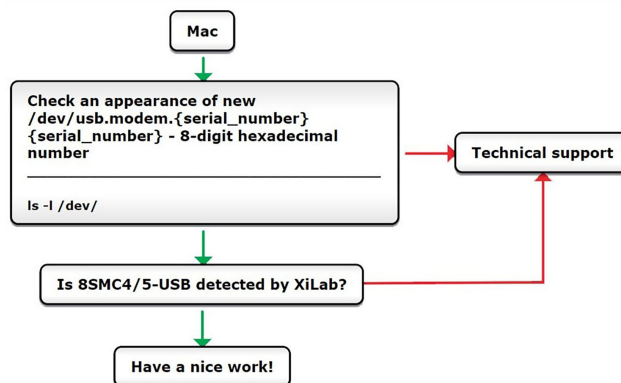 Mac
Check an appearance of new
/dev/usb.modem.{serial_number}
{serial_number} - 8-digit hexadecimal
number
ls -l /dev/
Technical support
Is 8SMC4/5-USB detected by XiLab?
Have a nice work!